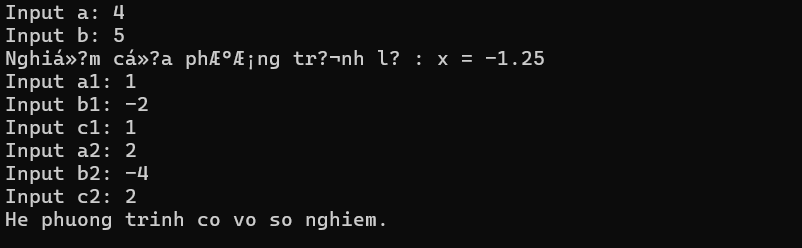 Input a: 4
Input b: 5
Nghiá»?m cá»?a phÆ°Æ¡ng tr?¬nh l? : x = -1.25
Input a1: 1
Input b1: -2
Input c1: 1
Input a2: 2
Input b2: -4
Input c2: 2
He phuong trinh co vo so nghiem.